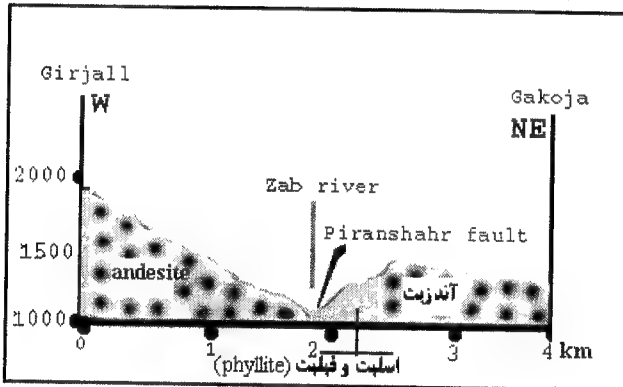 Girjall
W
Gakoja
NE
2000
Zab river
Piranshahr fault
1500
andesite
آندزیت
1000
0 1 2 3 4 km
(phyllite) اسلیت و فیلیت